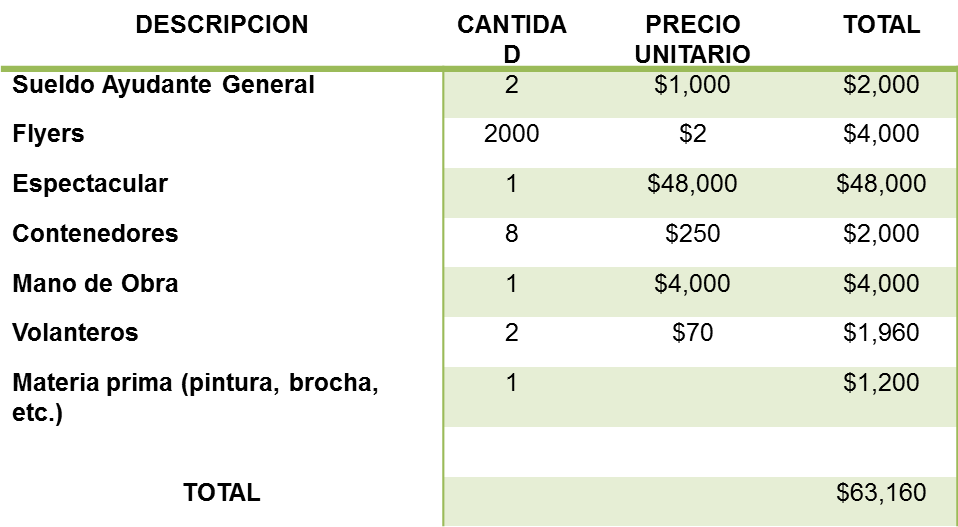 DESCRIPCION CANTIDA PRECIO TOTAL
D UNITARIO
Sueldo Ayudante General 2 $1,000 $2,000
Flyers 2000 $2 $4,000
Espectacular 1 $48,000 $48,000
Contenedores 8 $250 $2,000
Mano de Obra 1 $4,000 $4,000
Volanteros 2 $70 $1,960
Materia prima (pintura, brocha, 1 $1,200
etc.)
TOTAL $63,160